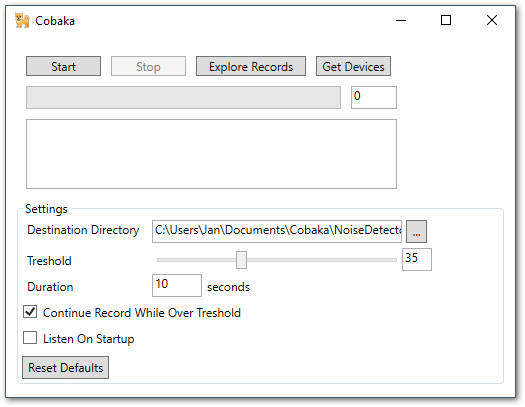 Cobaka
Start Stop Explore Records Get Devices
0
Settings
Destination Directory C:\Users\Jan\Documents\Cobaka\NoiseDetect ...
Treshold 35
Duration 10 seconds
Continue Record While Over Treshold
Listen On Startup
Reset Defaults